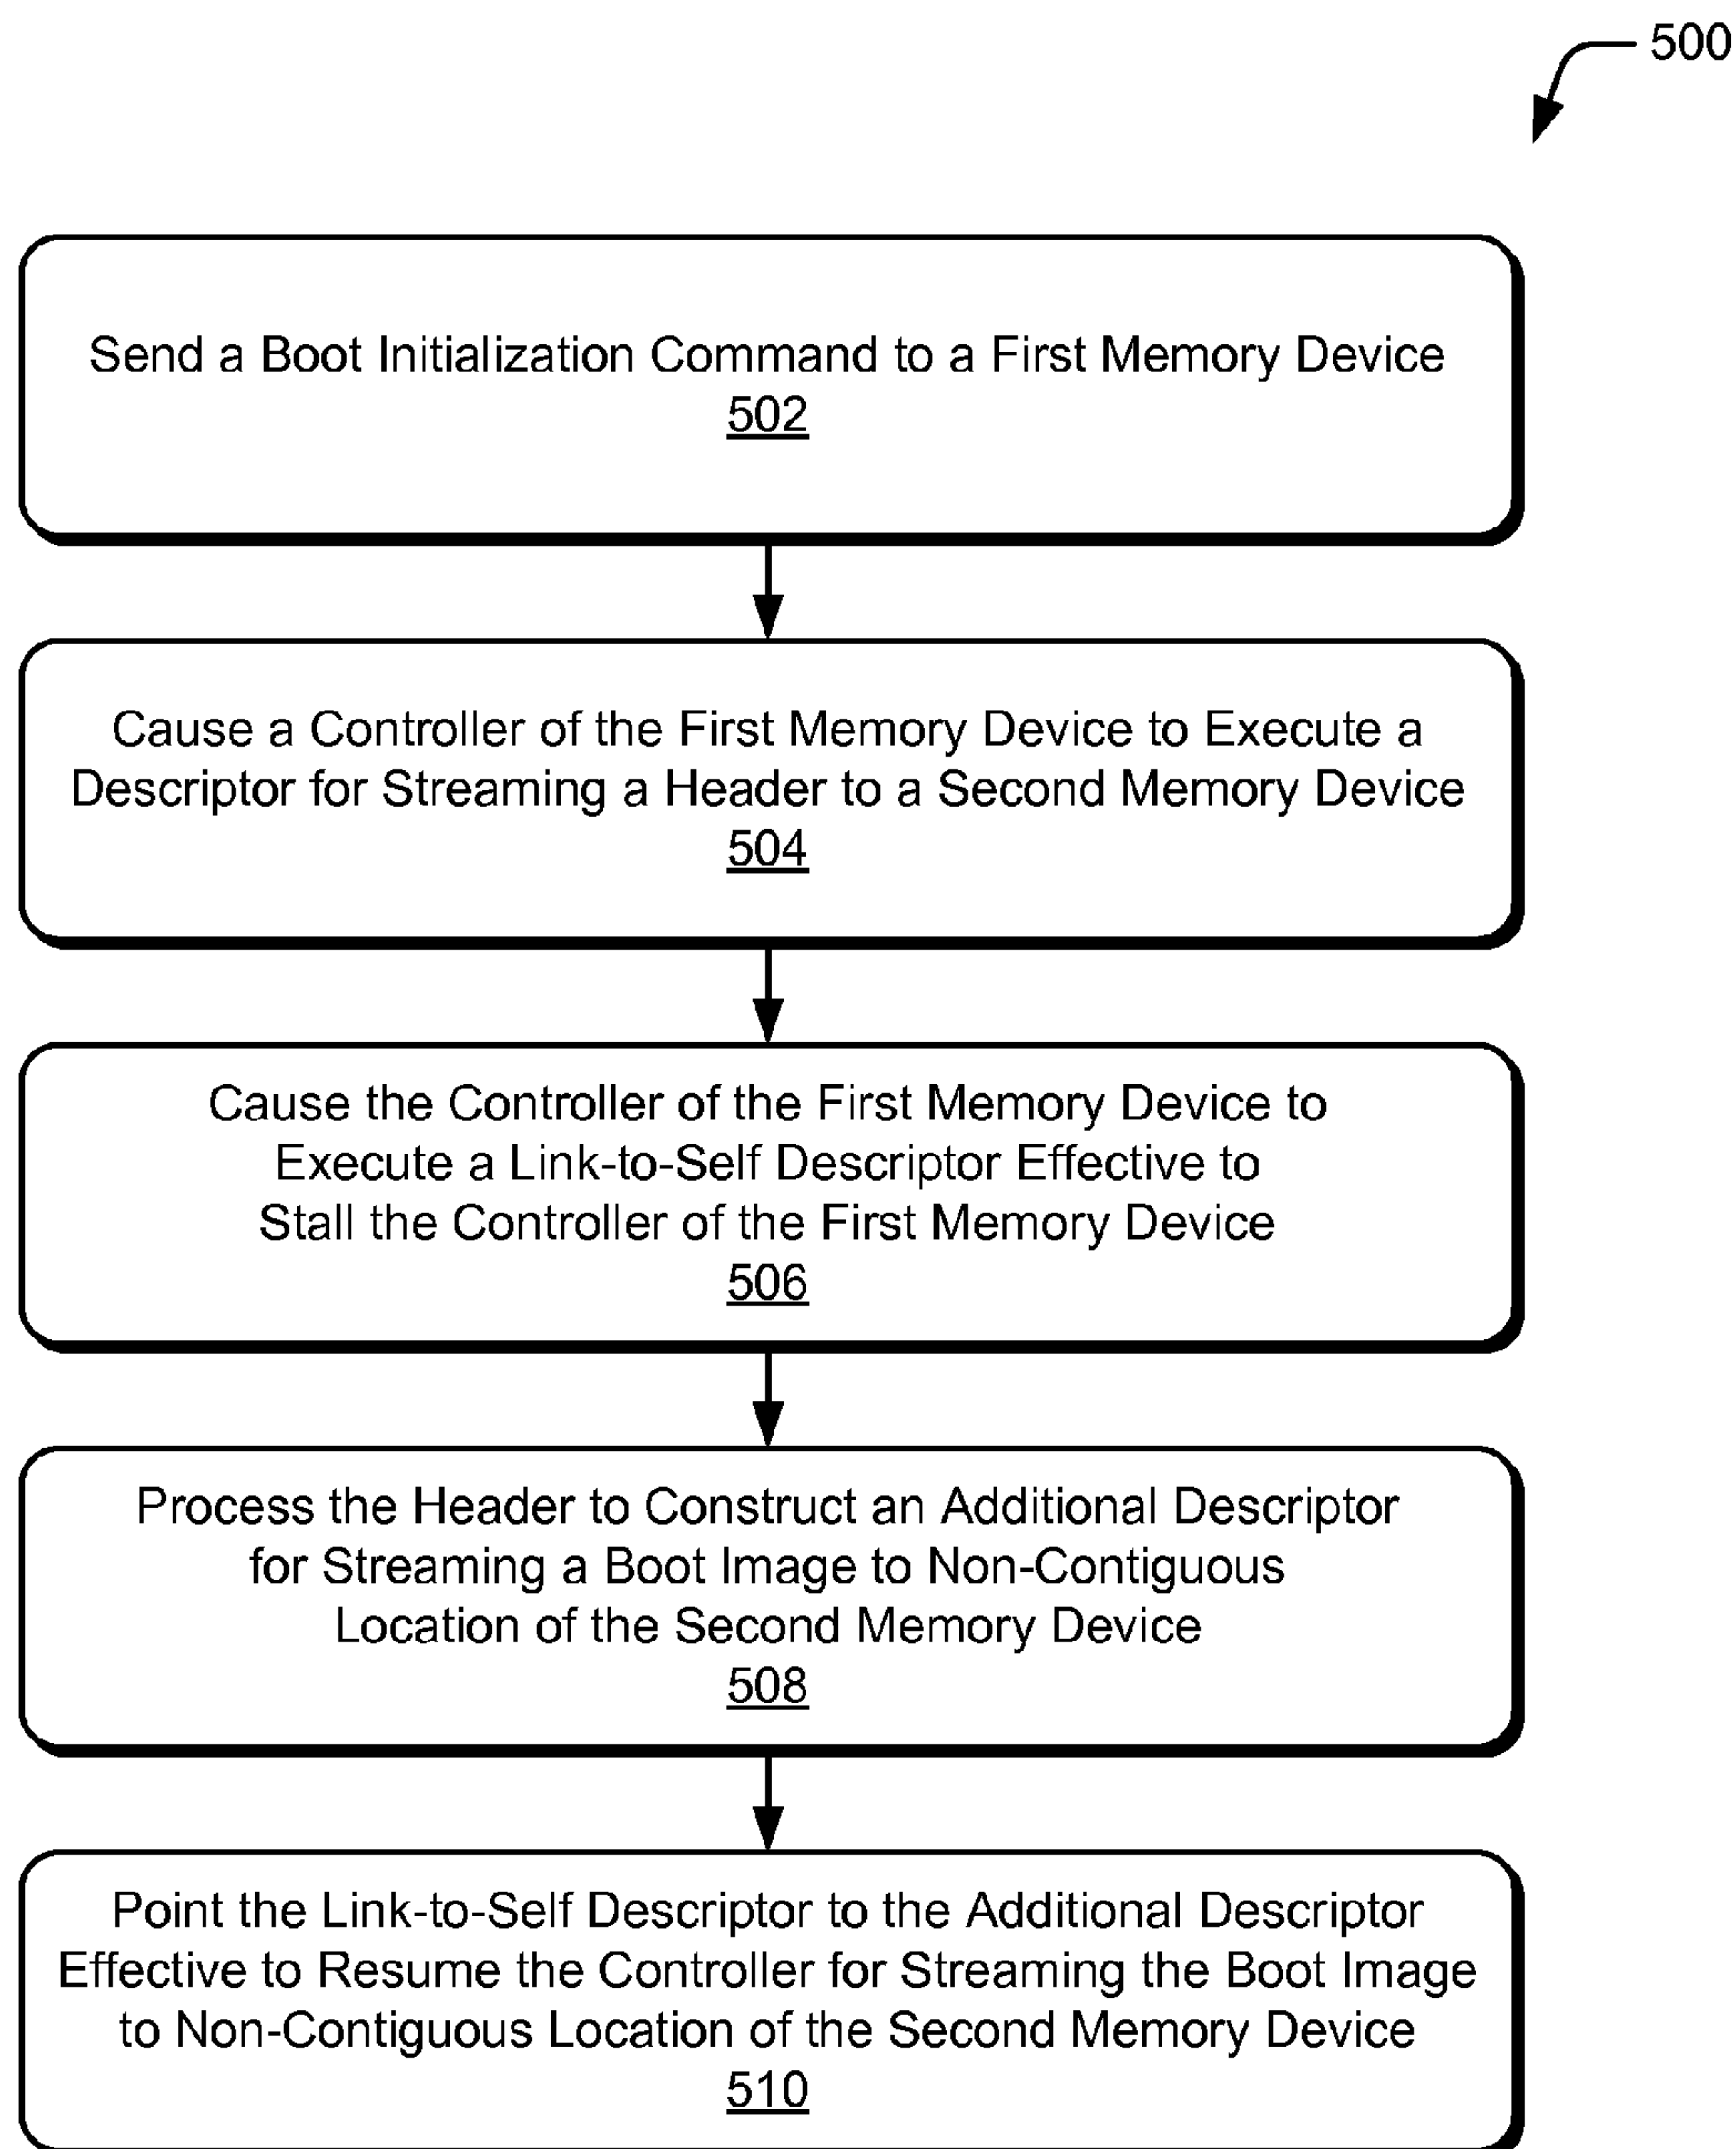 500
Send a Boot Initialization Command to a First Memory Device
502
Cause a Controller of the First Memory Device to Execute a
Descriptor for Streaming a Header to a Second Memory Device
504
Cause the Controller of the First Memory Device to
Execute a Link-to-Self Descriptor Effective to
Stall the Controller of the First Memory Device
506
Process the Header to Construct an Additional Descriptor
for Streaming a Boot Image to Non-Contiguous
Location of the Second Memory Device
508
Point the Link-to-Self Descriptor to the Additional Descriptor
Effective to Resume the Controller for Streaming the Boot Image
to Non-Contiguous Location of the Second Memory Device
510